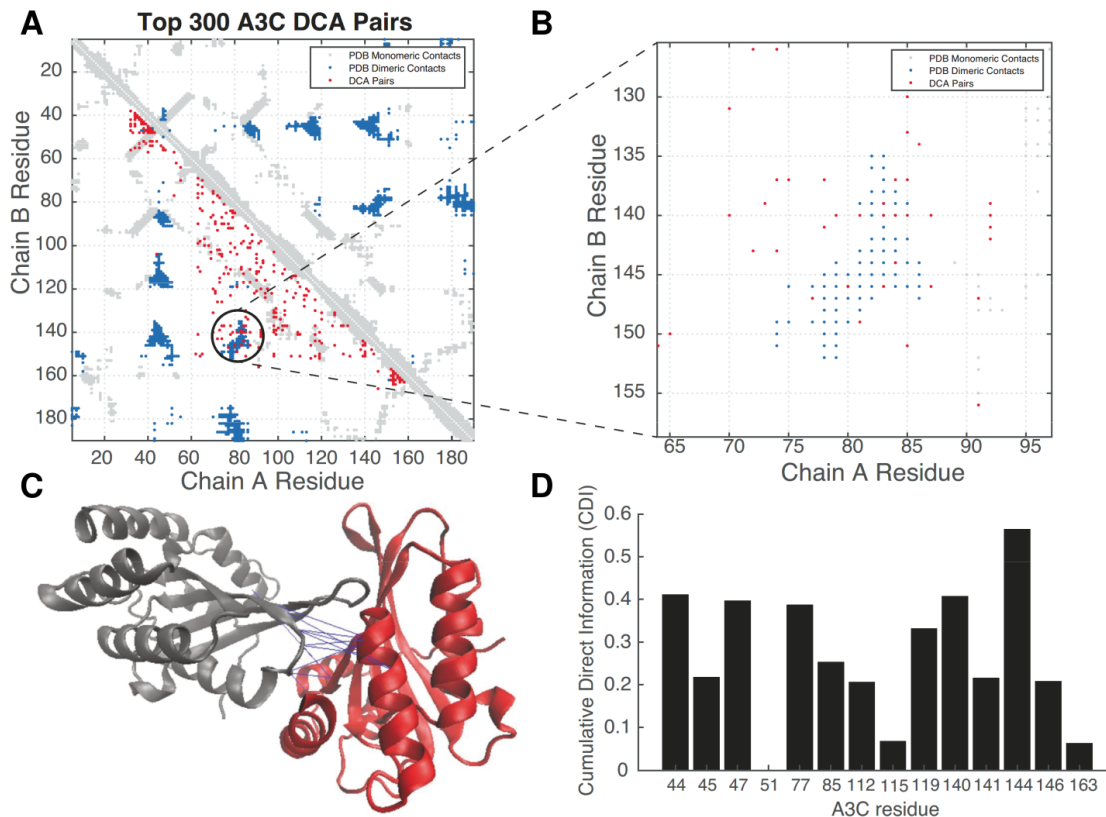 A
Top 300 A3C DCA Pairs
PDB Monomeric Contacts
PDB Dimeric Contacts
DCA Pairs
20
40
60
80
100
120
140
160
180
Chain B Residue
20 40 60 80 100 120 140 160 180
Chain A Residue
B
PDB Monomeric Contacts
PDB Dimeric Contacts
DCA Pairs
130
135
140
145
150
155
Chain B Residue
65 70 75 80 85 90 95
Chain A Residue
C
D
Cumulative Direct Information (CDI)
0.6
0.5
0.4
0.3
0.2
0.1
0
44 45 47 51 77 85 112 115 119 140 141 144 146 163
A3C residue